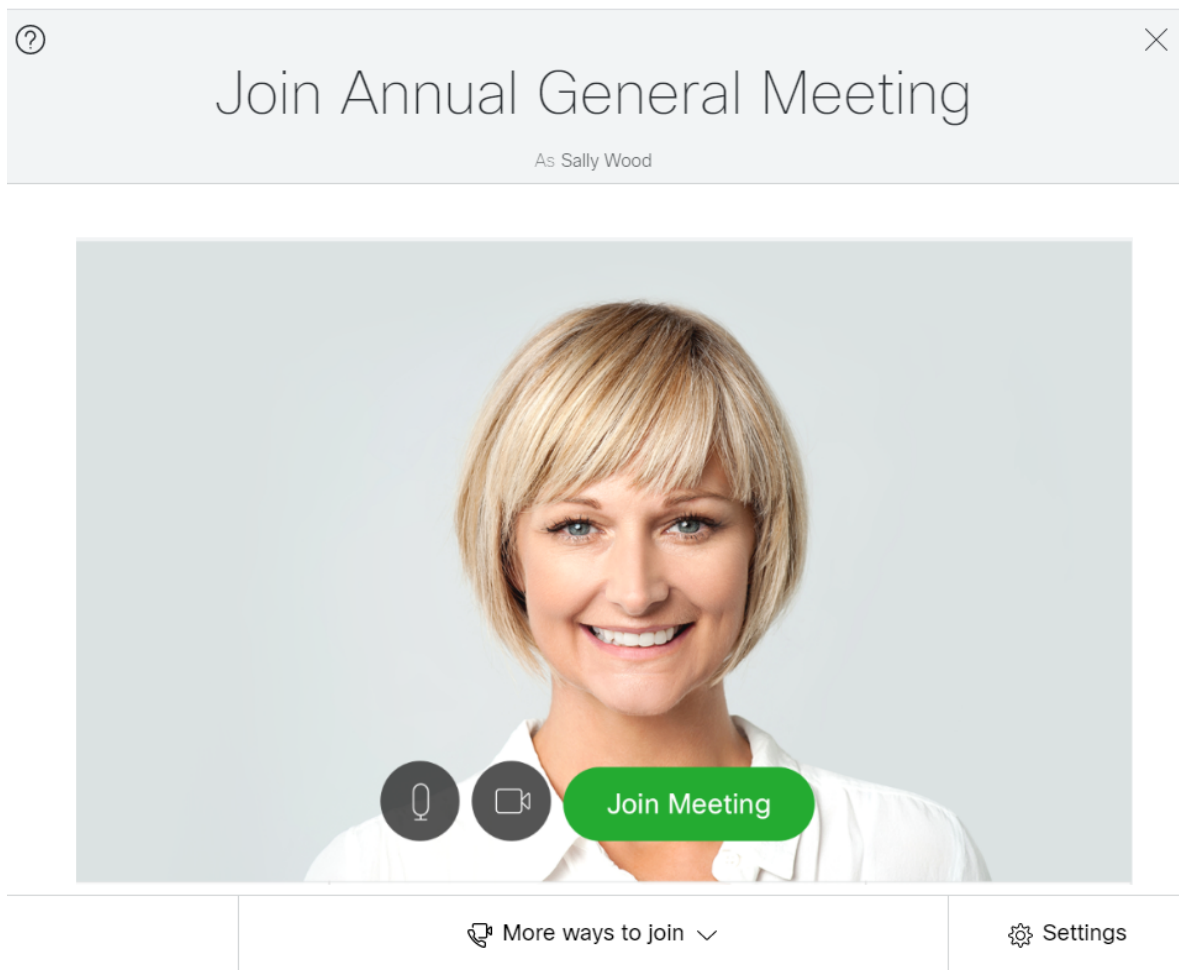 Join Annual General Meeting
As Sally Wood
Join Meeting
More ways to join
Settings